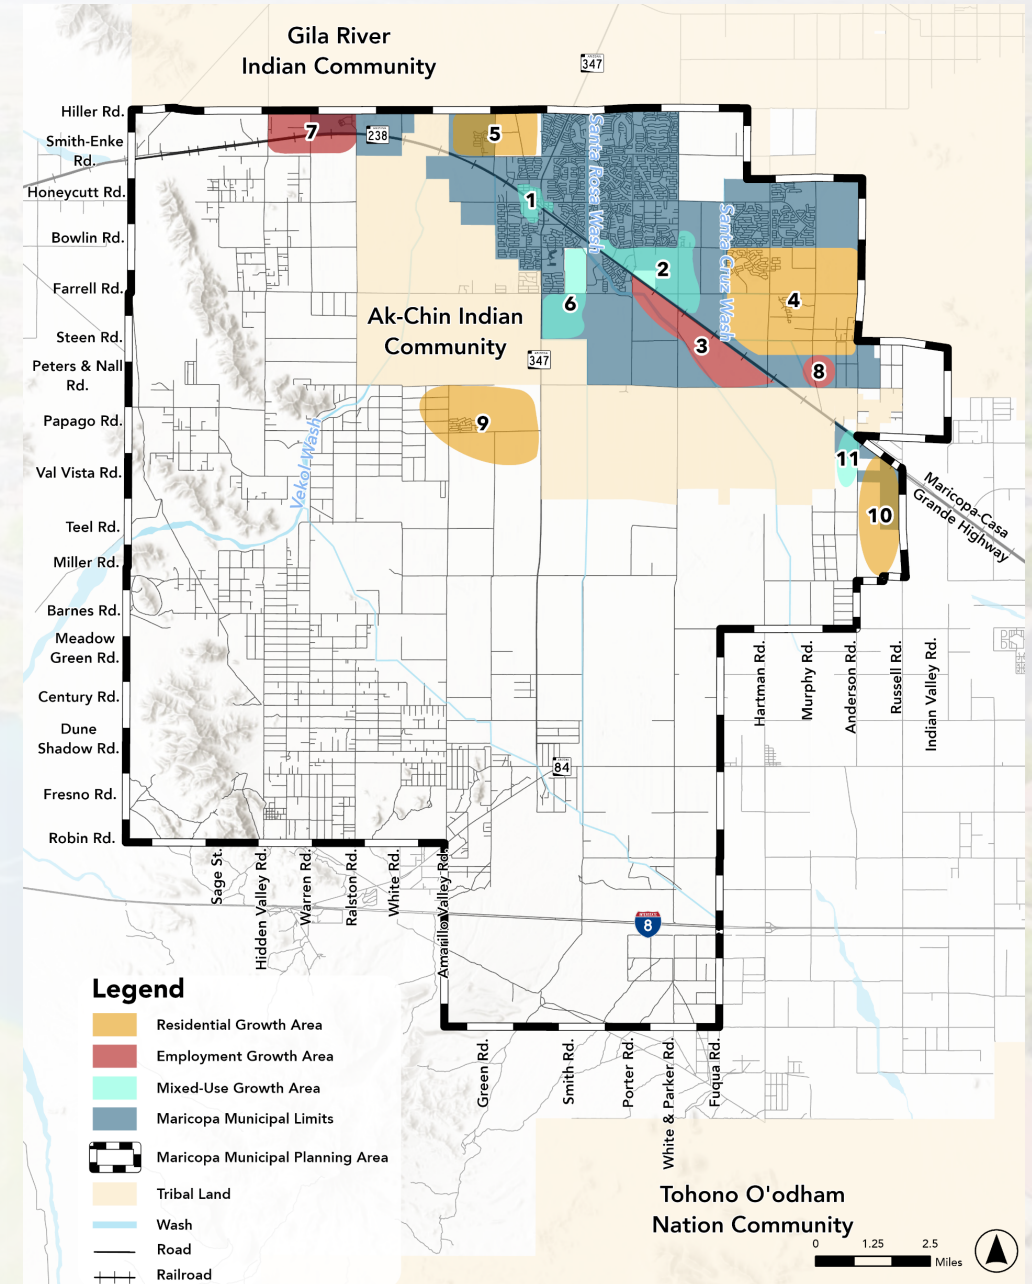 Gila River
Indian Community
347
Hiller Rd.
Smith-Enke
Rd.
Honeycutt Rd.
Bowlin Rd.
Farrell Rd.
Steen Rd.
Peters & Nall
Rd.
Papago Rd.
Val Vista Rd.
Teel Rd.
Miller Rd.
Barnes Rd.
Meadow
Green Rd.
Century Rd.
Dune
Shadow Rd.
Fresno Rd.
Robin Rd.
7
238
5
1
Santa Rosa Wash
Santa Cruz Wash
2
4
6
3
8
Ak-Chin Indian
Community
347
9
Vekol Wash
11
10
Maricopa-Casa
Grande Highway
Hartman Rd.
Murphy Rd.
Anderson Rd.
Russell Rd.
Indian Valley Rd.
84
Sage St.
Hidden Valley Rd.
Warren Rd.
Ralston Rd.
White Rd.
Amarillo Valley Rd.
8
Green Rd.
Smith Rd.
Porter Rd.
White & Parker Rd.
Fuqua Rd.
Legend
Residential Growth Area
Employment Growth Area
Mixed-Use Growth Area
Maricopa Municipal Limits
Maricopa Municipal Planning Area
Tribal Land
Wash
Road
Railroad
Tohono O'odham
Nation Community
0 1.25 2.5
Miles